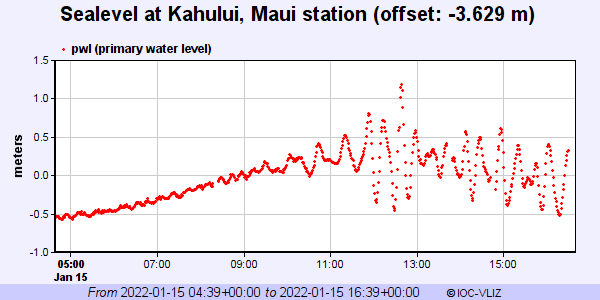 Sealevel at Kahului, Maui station (offset: -3.629 m)
pwl (primary water level)
1.5
1.0
0.5
0.0
-0.5
-1.0
meters
05:00 07:00 09:00 11:00 13:00 15:00
Jan 15
From 2022-01-15 04:39+00:00 to 2022-01-15 16:39+00:00 © IOC-VLIZ